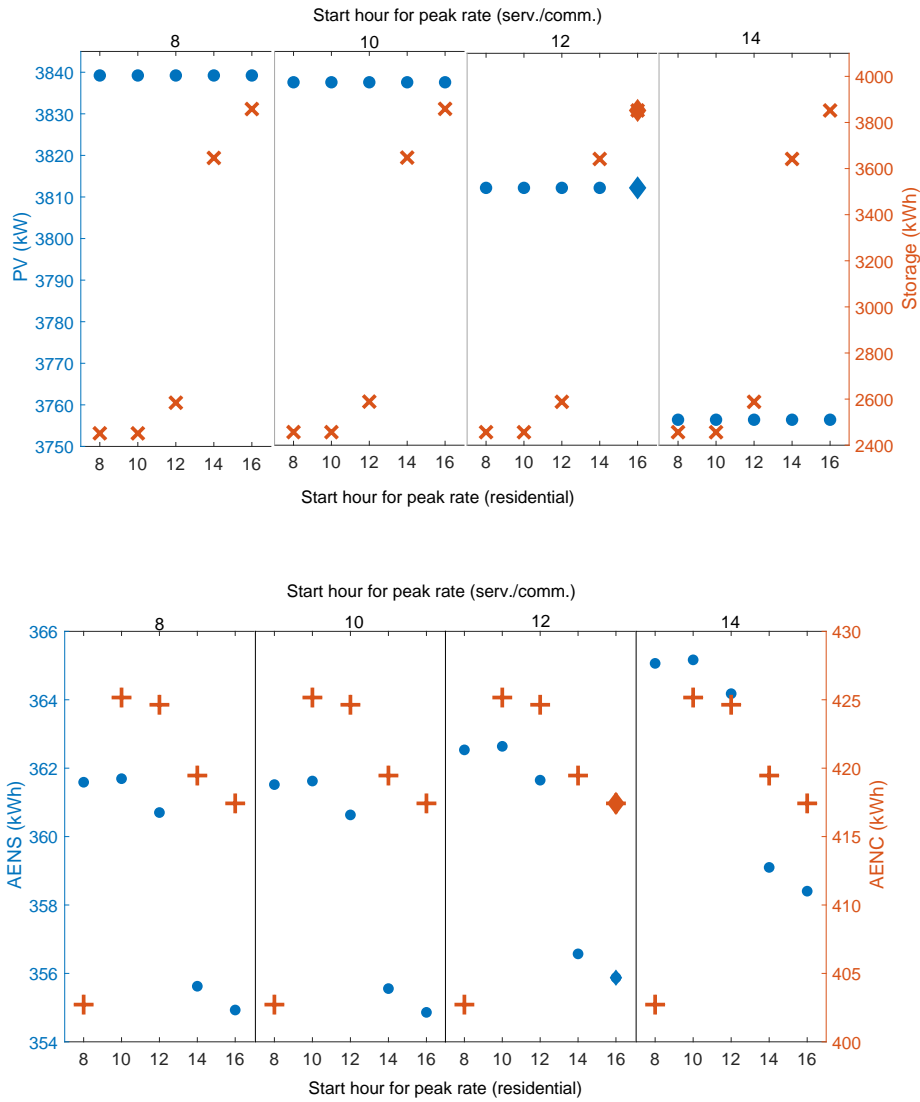 Start hour for peak rate (serv./comm.)
8 10 12 14
3840
3830
3820
3810
3800
3790
3780
3770
3760
3750
PV (kW)
4000
3800
3600
3400
3200
3000
2800
2600
2400
Storage (kWh)
8 10 12 14 16 8 10 12 14 16 8 10 12 14 16 8 10 12 14 16
Start hour for peak rate (residential)
Start hour for peak rate (serv./comm.)
8 10 12 14
366
364
362
360
358
356
354
AENS (kWh)
430
425
420
415
410
405
400
AENC (kWh)
8 10 12 14 16 8 10 12 14 16 8 10 12 14 16 8 10 12 14 16
Start hour for peak rate (residential)